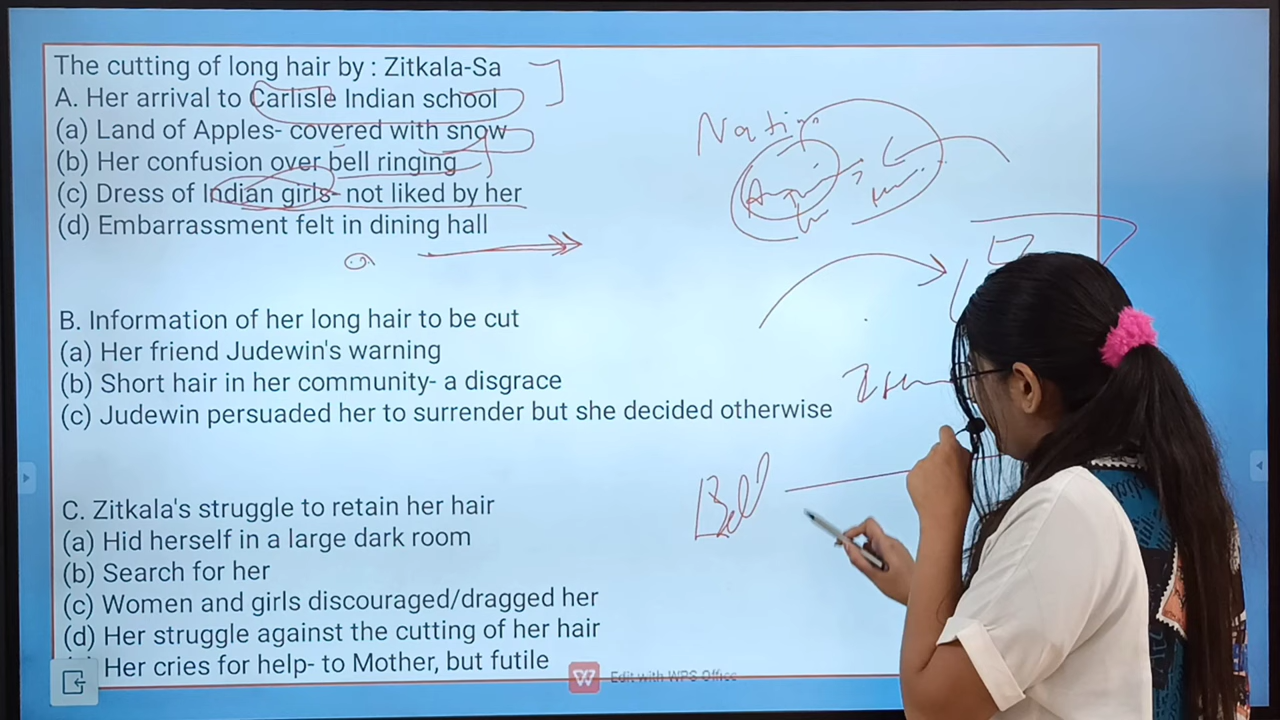 The cutting of long hair by : Zitkala-Sa
A. Her arrival to Carlisle Indian school
(a) Land of Apples- covered with snow
(b) Her confusion over bell ringing
(c) Dress of Indian girls- not liked by her
(d) Embarrassment felt in dining hall
B. Information of her long hair to be cut
(a) Her friend Judewin's warning
(b) Short hair in her community- a disgrace
(c) Judewin persuaded her to surrender but she decided otherwise
C. Zitkala's struggle to retain her hair
(a) Hid herself in a large dark room
(b) Search for her
(c) Women and girls discouraged/dragged her
(d) Her struggle against the cutting of her hair
Her cries for help- to Mother, but futile
Edit with WPS Office
Bell